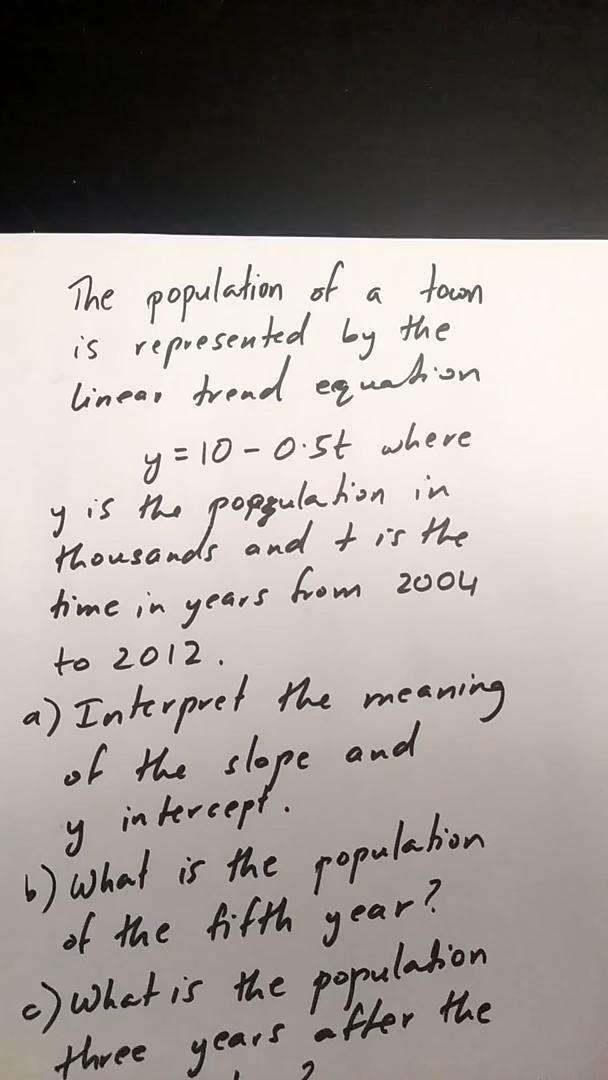 The population of a town
is represented by the
linear trend equation
y = 10 - 0.5t where
y is the population in
thousands and t is the
time in years from 2004
to 2012.
a) Interpret the meaning
of the slope and
y intercept.
b) What is the population
of the fifth year?
c) What is the population
three years after the
?